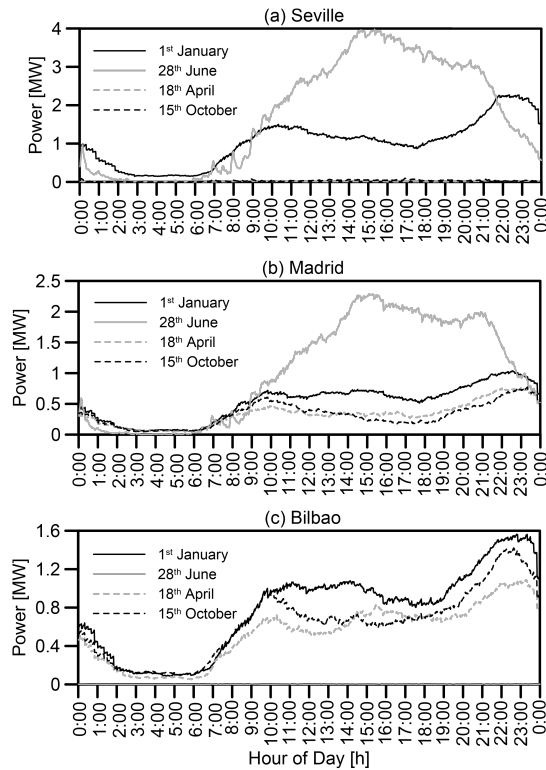 (a) Seville
Power [MW]
4
3
2
1
0
1st January
28th June
18th April
15th October
0:00 1:00 2:00 3:00 4:00 5:00 6:00 7:00 8:00 9:00 10:00 11:00 12:00 13:00 14:00 15:00 16:00 17:00 18:00 19:00 20:00 21:00 22:00 23:00 0:00
(b) Madrid
Power [MW]
2.5
2
1.5
1
0.5
0
1st January
28th June
18th April
15th October
0:00 1:00 2:00 3:00 4:00 5:00 6:00 7:00 8:00 9:00 10:00 11:00 12:00 13:00 14:00 15:00 16:00 17:00 18:00 19:00 20:00 21:00 22:00 23:00 0:00
(c) Bilbao
Power [MW]
1.6
1.2
0.8
0.4
0
1st January
28th June
18th April
15th October
0:00 1:00 2:00 3:00 4:00 5:00 6:00 7:00 8:00 9:00 10:00 11:00 12:00 13:00 14:00 15:00 16:00 17:00 18:00 19:00 20:00 21:00 22:00 23:00 0:00
Hour of Day [h]